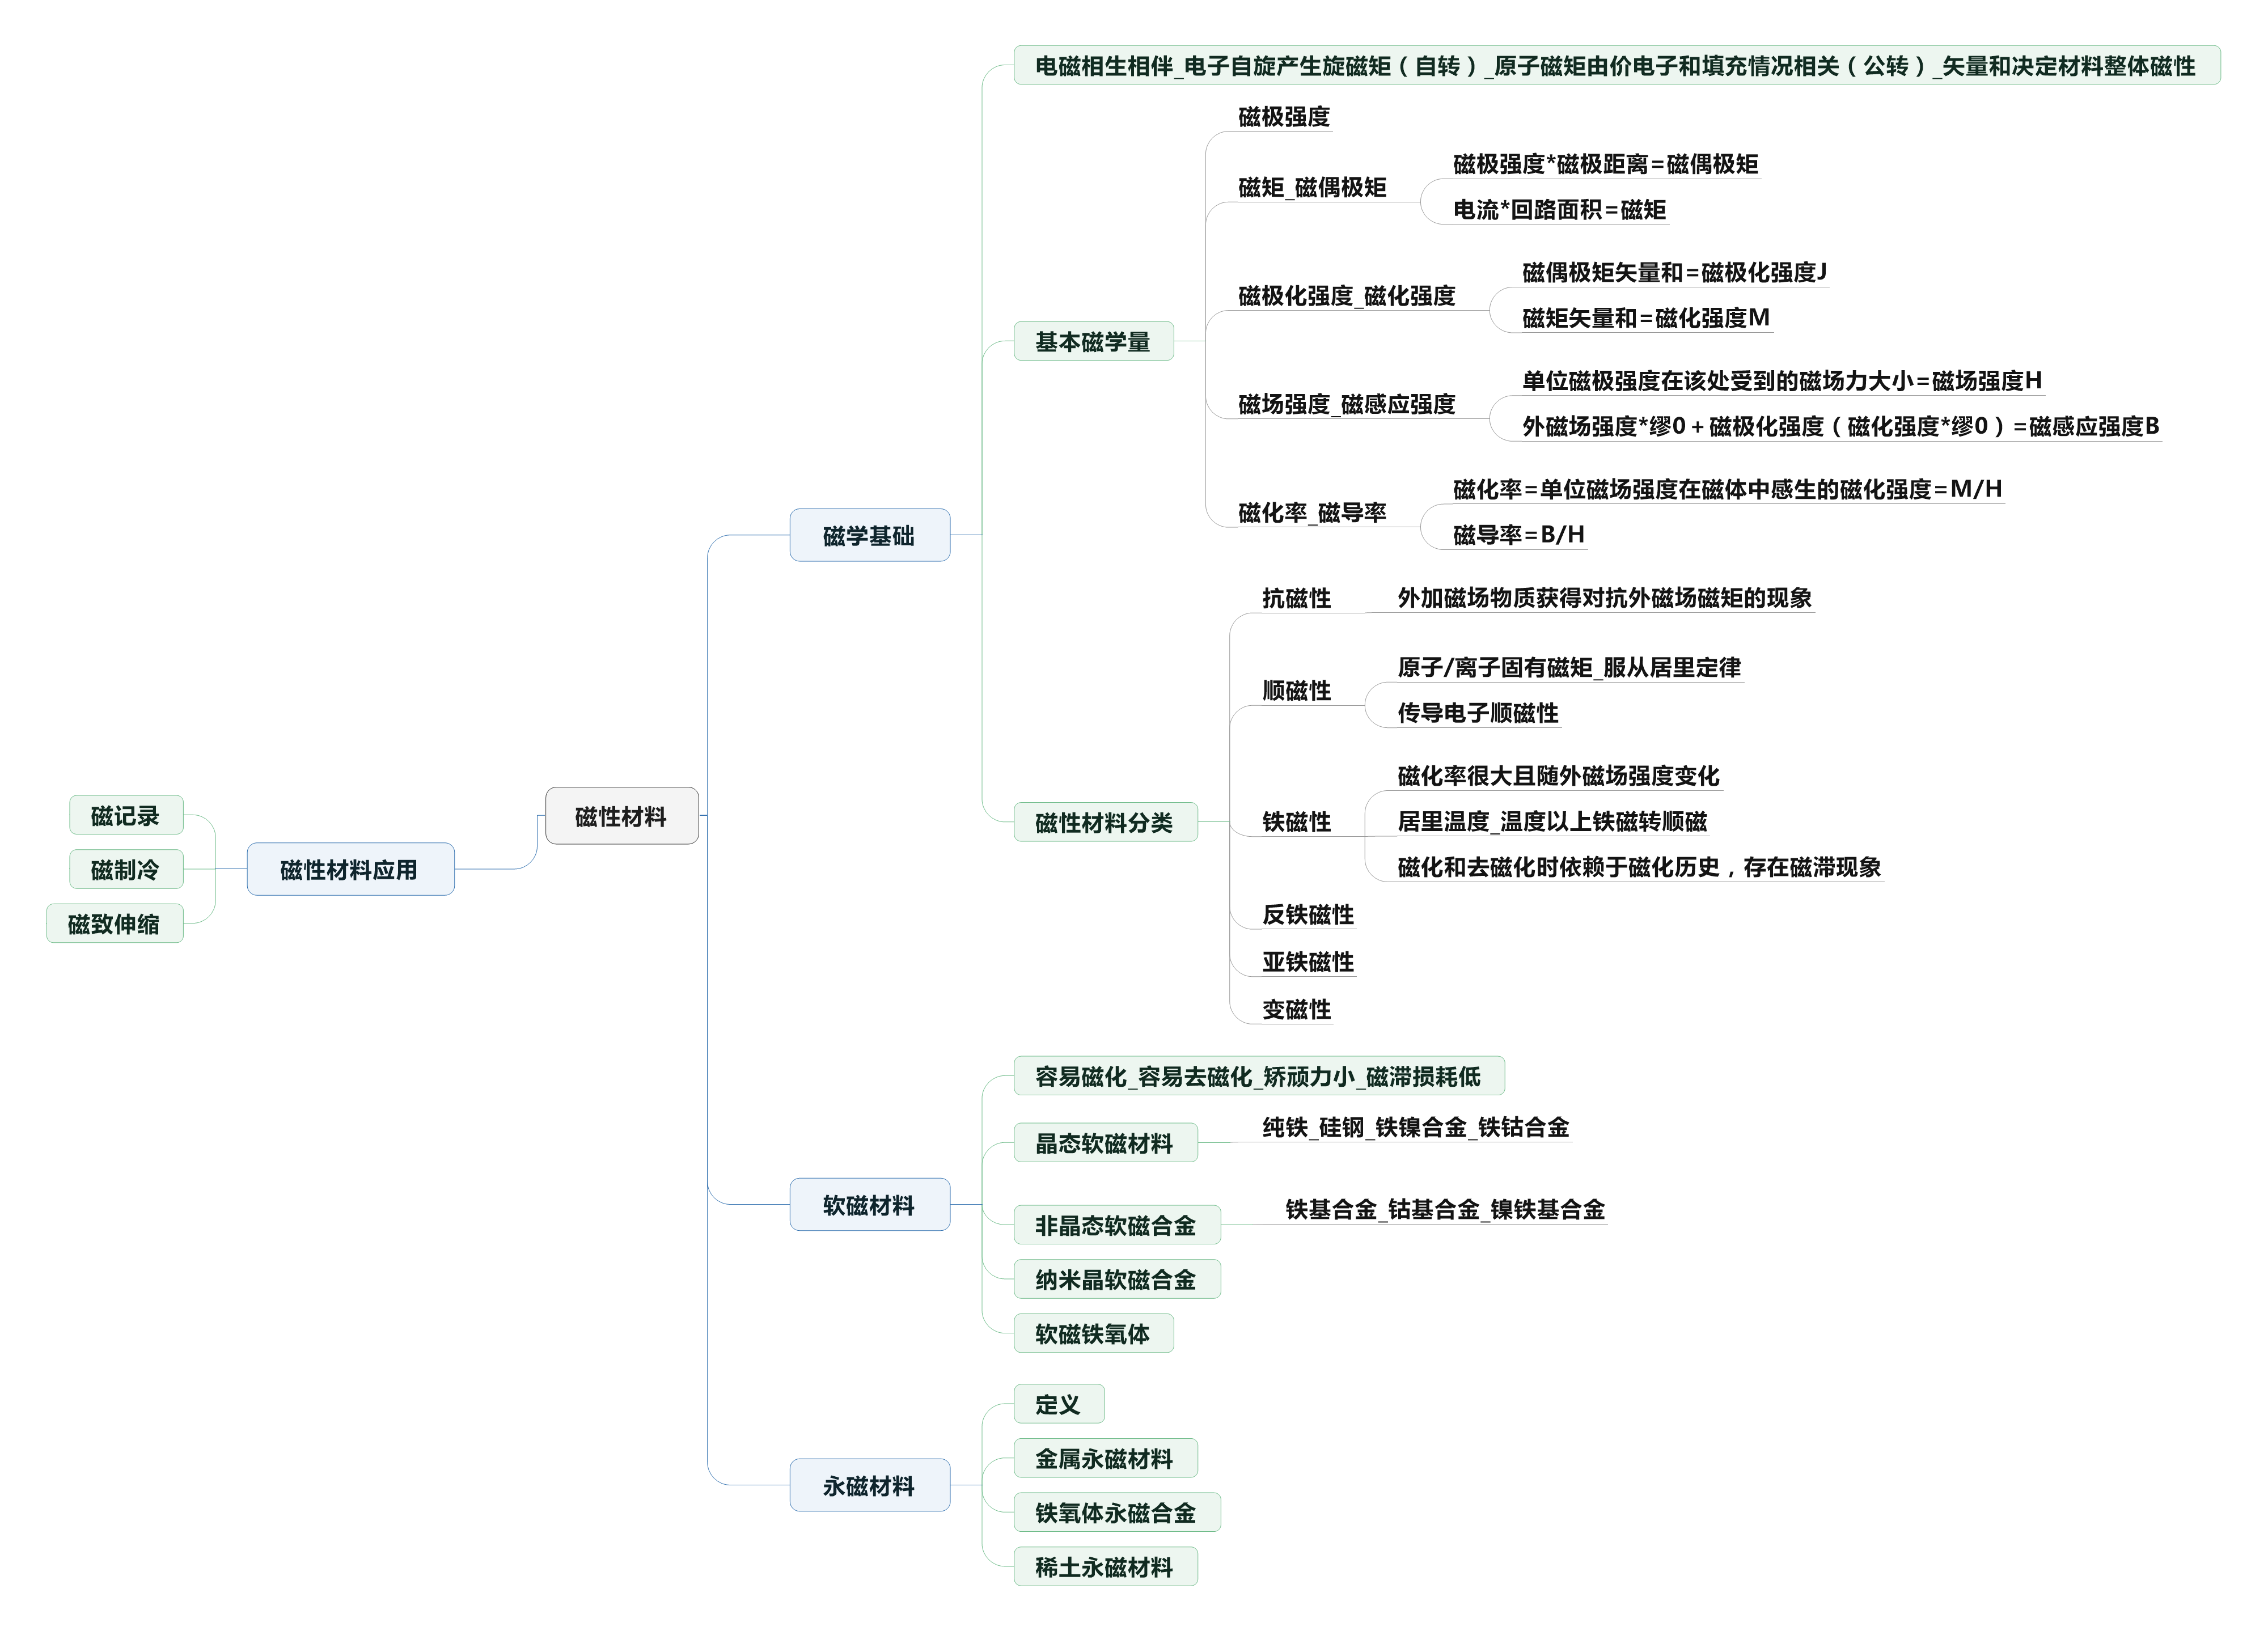 磁性材料
磁学基础
电磁相生相伴_电子自旋产生旋磁矩（自转）_原子磁矩由价电子和填充情况相关（公转）_矢量和决定材料整体磁性
基本磁学量
磁极强度
磁矩_磁偶极矩
磁极强度*磁极距离=磁偶极矩
电流*回路面积=磁矩
磁极化强度_磁化强度
磁偶极矩矢量和=磁极化强度J
磁矩矢量和=磁化强度M
磁场强度_磁感应强度
单位磁极强度在该处受到的磁场力大小=磁场强度H
外磁场强度*缪0＋磁极化强度（磁化强度*缪0）=磁感应强度B
磁化率_磁导率
磁化率=单位磁场强度在磁体中感生的磁化强度=M/H
磁导率=B/H
磁性材料分类
抗磁性
外加磁场物质获得对抗外磁场磁矩的现象
顺磁性
原子/离子固有磁矩_服从居里定律
传导电子顺磁性
铁磁性
磁化率很大且随外磁场强度变化
居里温度_温度以上铁磁转顺磁
磁化和去磁化时依赖于磁化历史，存在磁滞现象
反铁磁性
亚铁磁性
变磁性
软磁材料
容易磁化_容易去磁化_矫顽力小_磁滞损耗低
晶态软磁材料
纯铁_硅钢_铁镍合金_铁钴合金
非晶态软磁合金
铁基合金_钴基合金_镍铁基合金
纳米晶软磁合金
软磁铁氧体
永磁材料
定义
金属永磁材料
铁氧体永磁合金
稀土永磁材料
磁性材料应用
磁记录
磁制冷
磁致伸缩